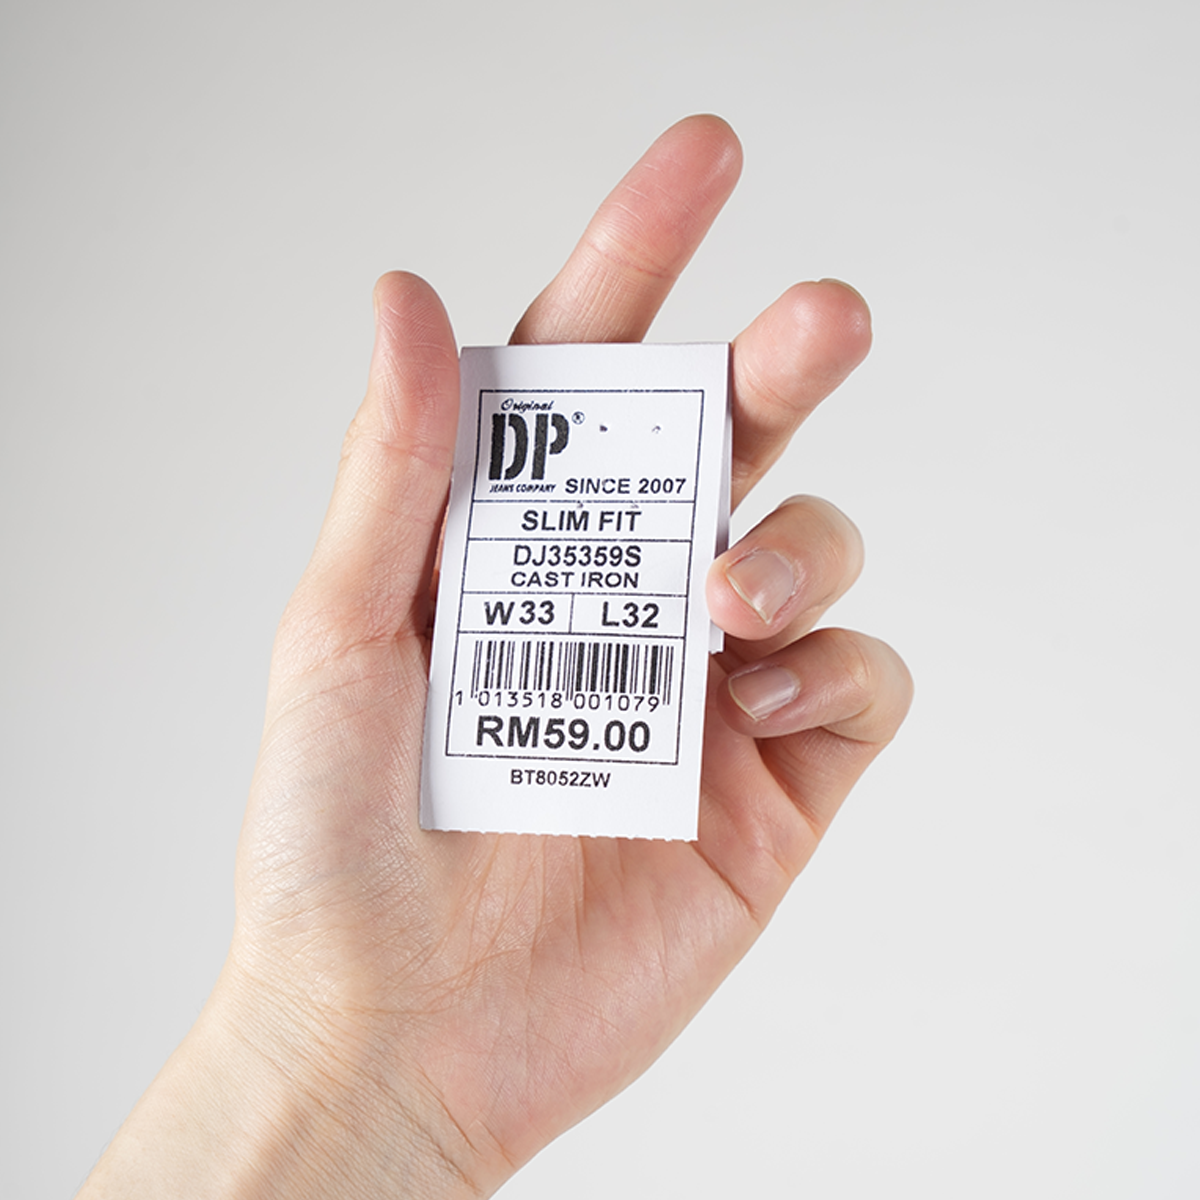 Original
DP®
JEANS COMPANY SINCE 2007
SLIM FIT
DJ35359S
CAST IRON
W33 L32
1 013518 001079
RM59.00
BT8052ZW